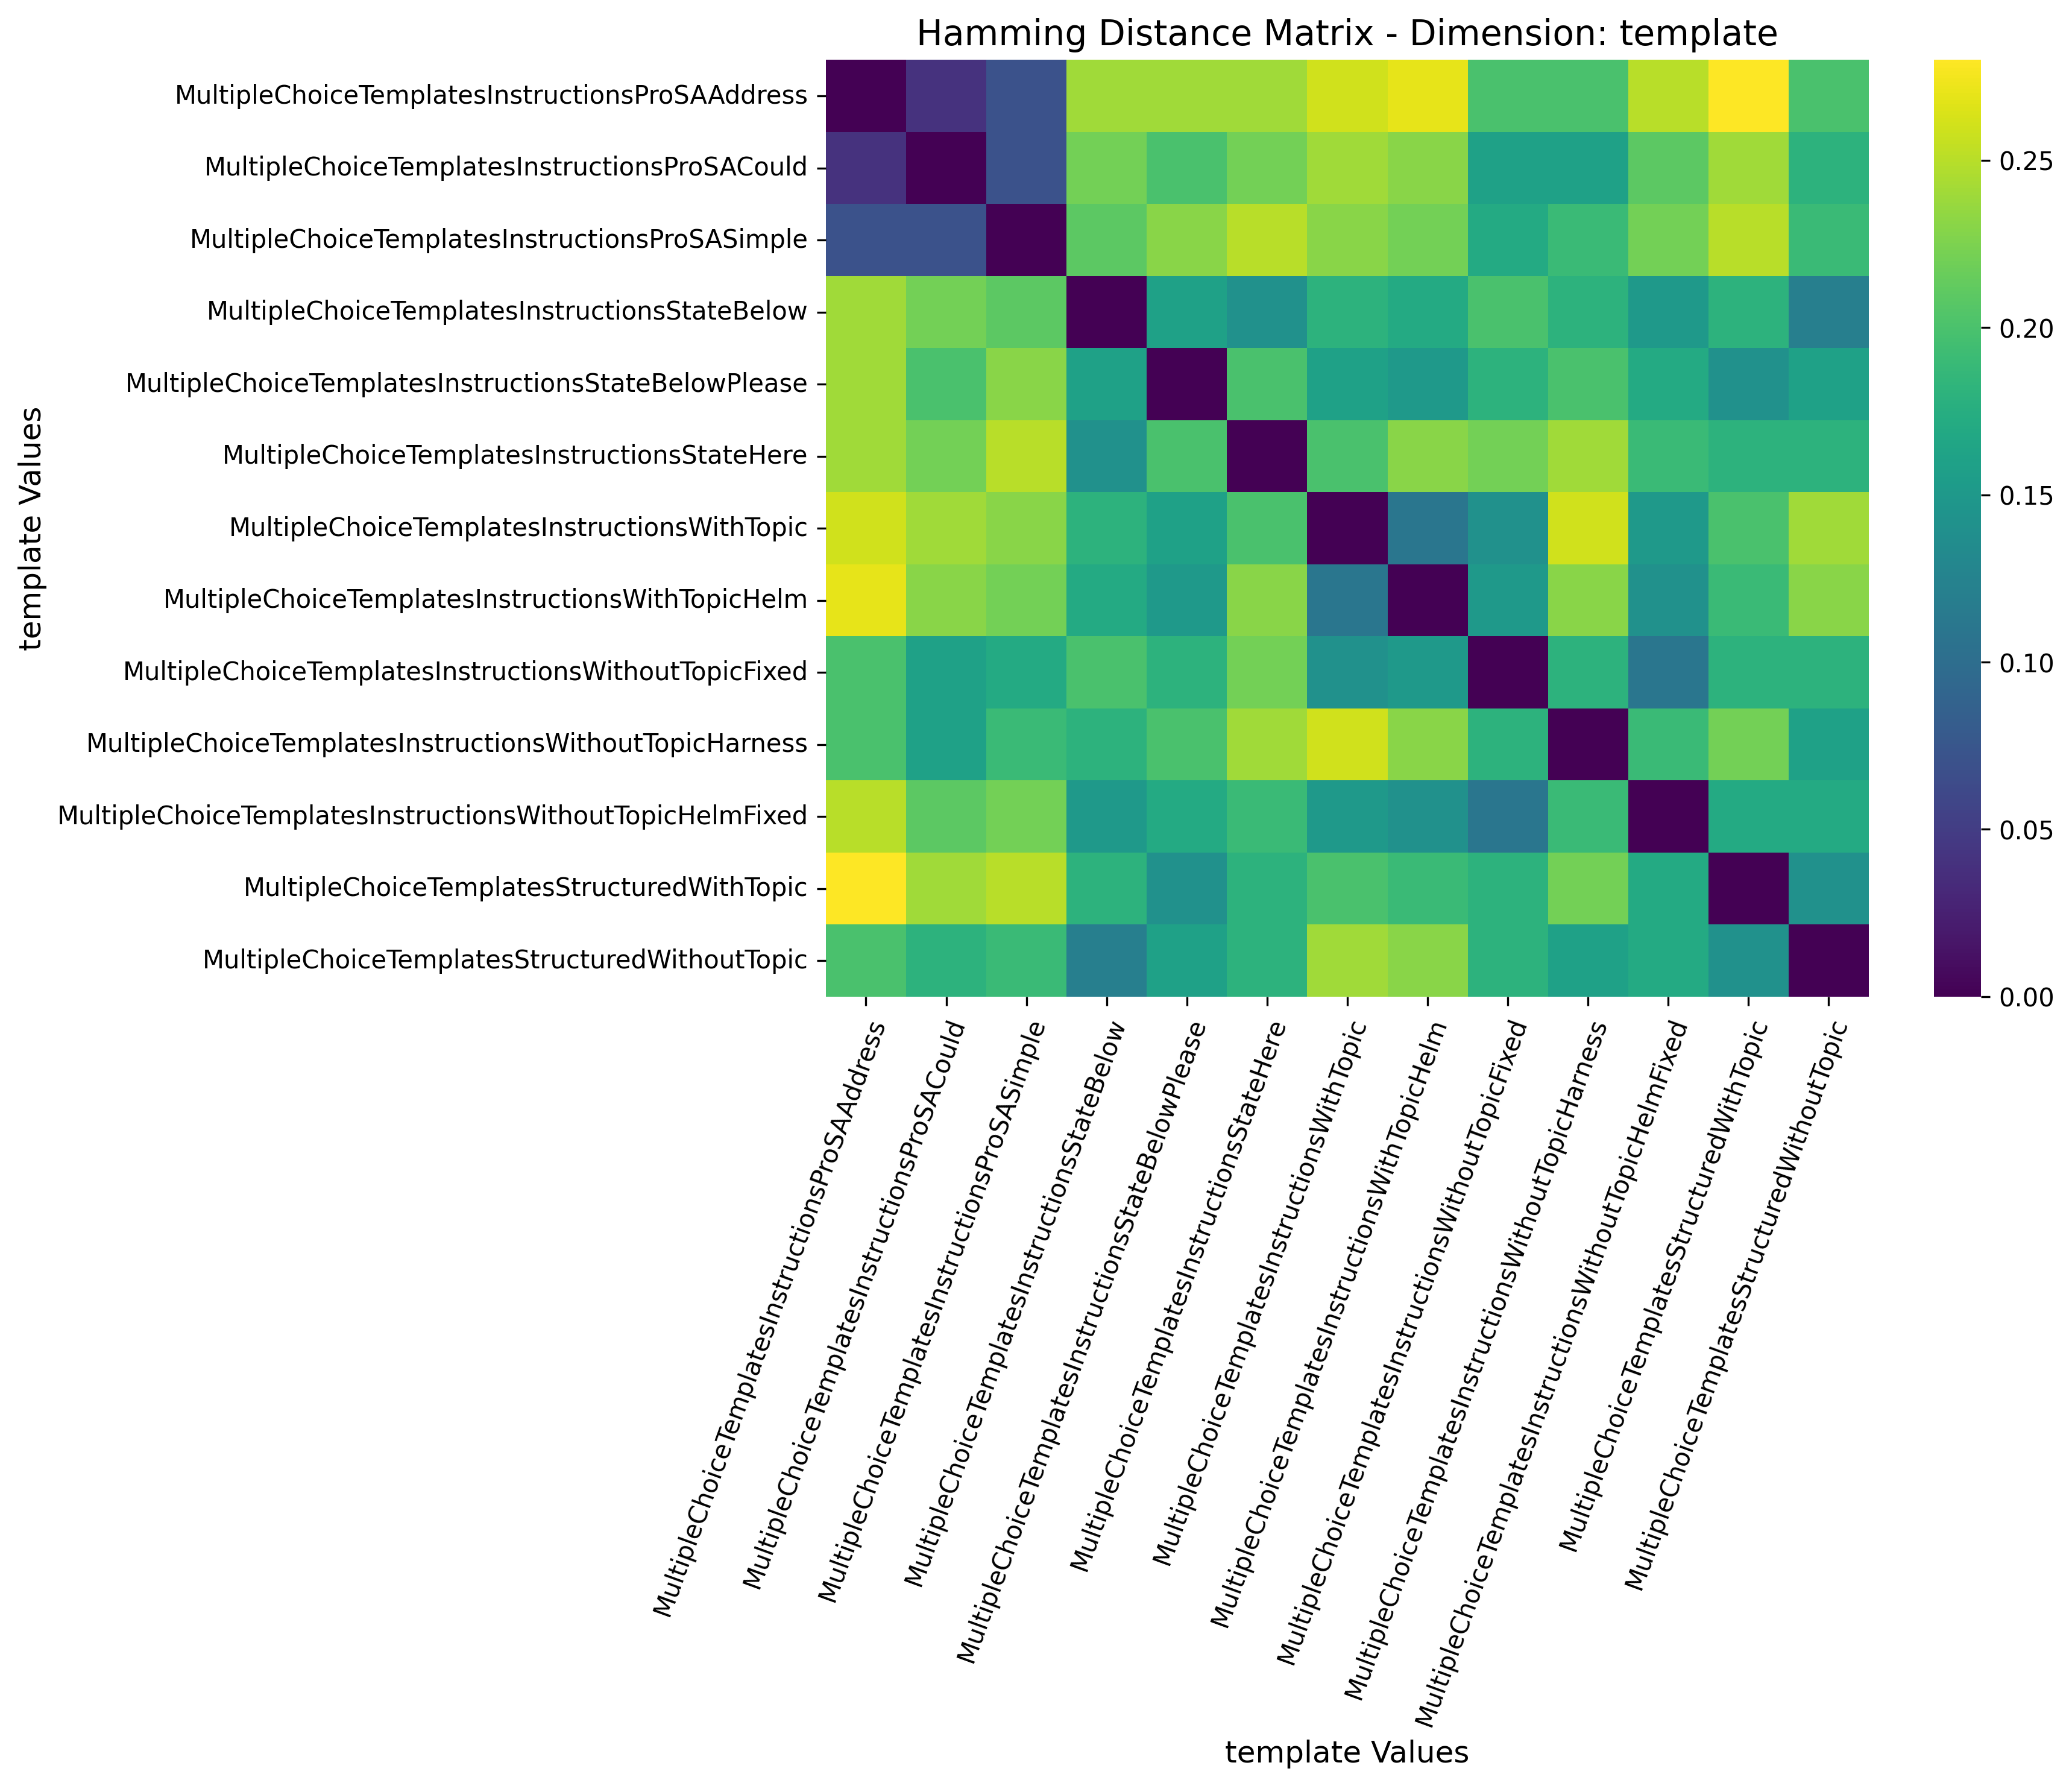 Hamming Distance Matrix - Dimension: template
template Values
MultipleChoiceTemplatesInstructionsProSAAddress
MultipleChoiceTemplatesInstructionsProSACould
MultipleChoiceTemplatesInstructionsProSASimple
MultipleChoiceTemplatesInstructionsStateBelow
MultipleChoiceTemplatesInstructionsStateBelowPlease
MultipleChoiceTemplatesInstructionsStateHere
MultipleChoiceTemplatesInstructionsWithTopic
MultipleChoiceTemplatesInstructionsWithTopicHelm
MultipleChoiceTemplatesInstructionsWithoutTopicFixed
MultipleChoiceTemplatesInstructionsWithoutTopicHarness
MultipleChoiceTemplatesInstructionsWithoutTopicHelmFixed
MultipleChoiceTemplatesStructuredWithTopic
MultipleChoiceTemplatesStructuredWithoutTopic
0.25
0.20
0.15
0.10
0.05
0.00
MultipleChoiceTemplatesInstructionsProSAAddress
MultipleChoiceTemplatesInstructionsProSACould
MultipleChoiceTemplatesInstructionsProSASimple
MultipleChoiceTemplatesInstructionsStateBelow
MultipleChoiceTemplatesInstructionsStateBelowPlease
MultipleChoiceTemplatesInstructionsStateHere
MultipleChoiceTemplatesInstructionsWithTopic
MultipleChoiceTemplatesInstructionsWithTopicHelm
MultipleChoiceTemplatesInstructionsWithoutTopicFixed
MultipleChoiceTemplatesInstructionsWithoutTopicHarness
MultipleChoiceTemplatesInstructionsWithoutTopicHelmFixed
MultipleChoiceTemplatesStructuredWithTopic
MultipleChoiceTemplatesStructuredWithoutTopic
template Values